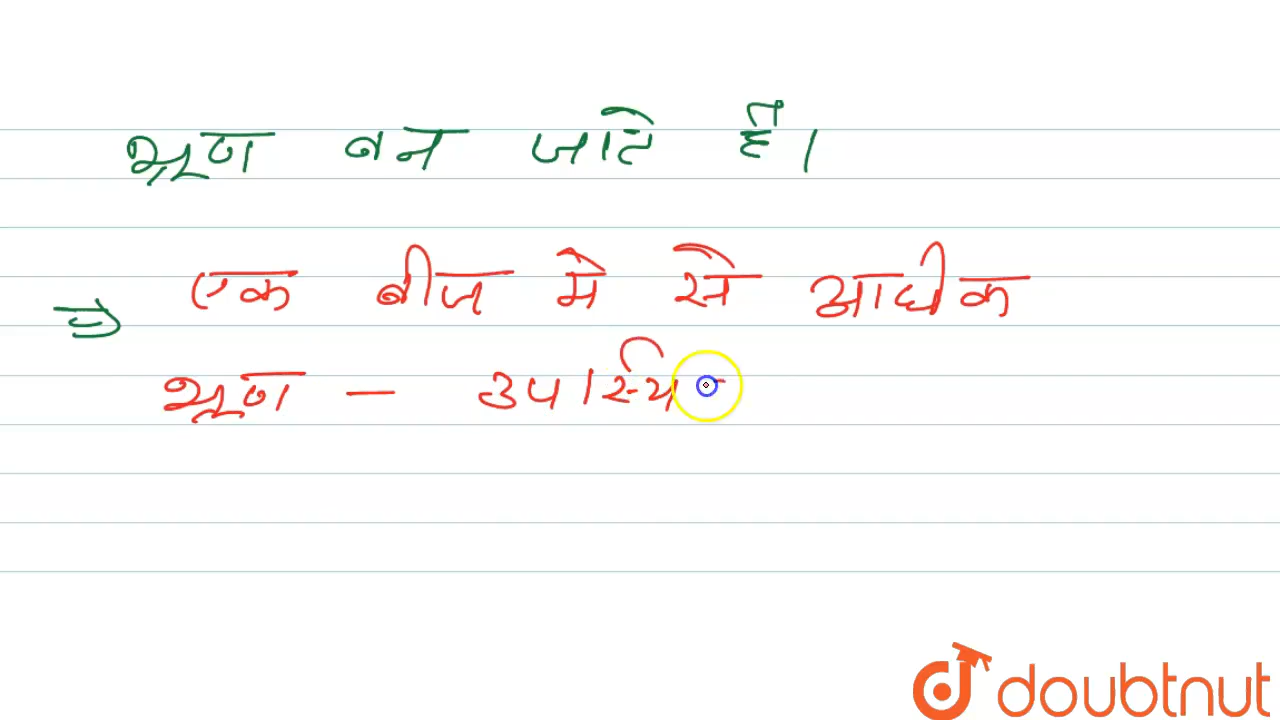 भ्रूण बन जाते हैं।
⇒ एक बीज में से आधीक
भ्रूण – उपस्थि
doubtnut